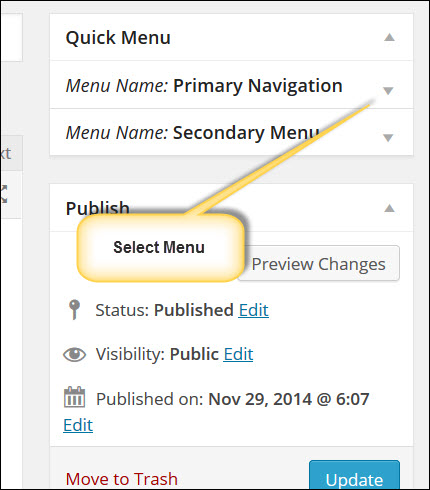 Quick Menu
Menu Name: Primary Navigation
Menu Name: Secondary Menu
xt
Publish
Select Menu
Preview Changes
Status: Published Edit
Visibility: Public Edit
Published on: Nov 29, 2014 @ 6:07
Edit
Move to Trash
Update